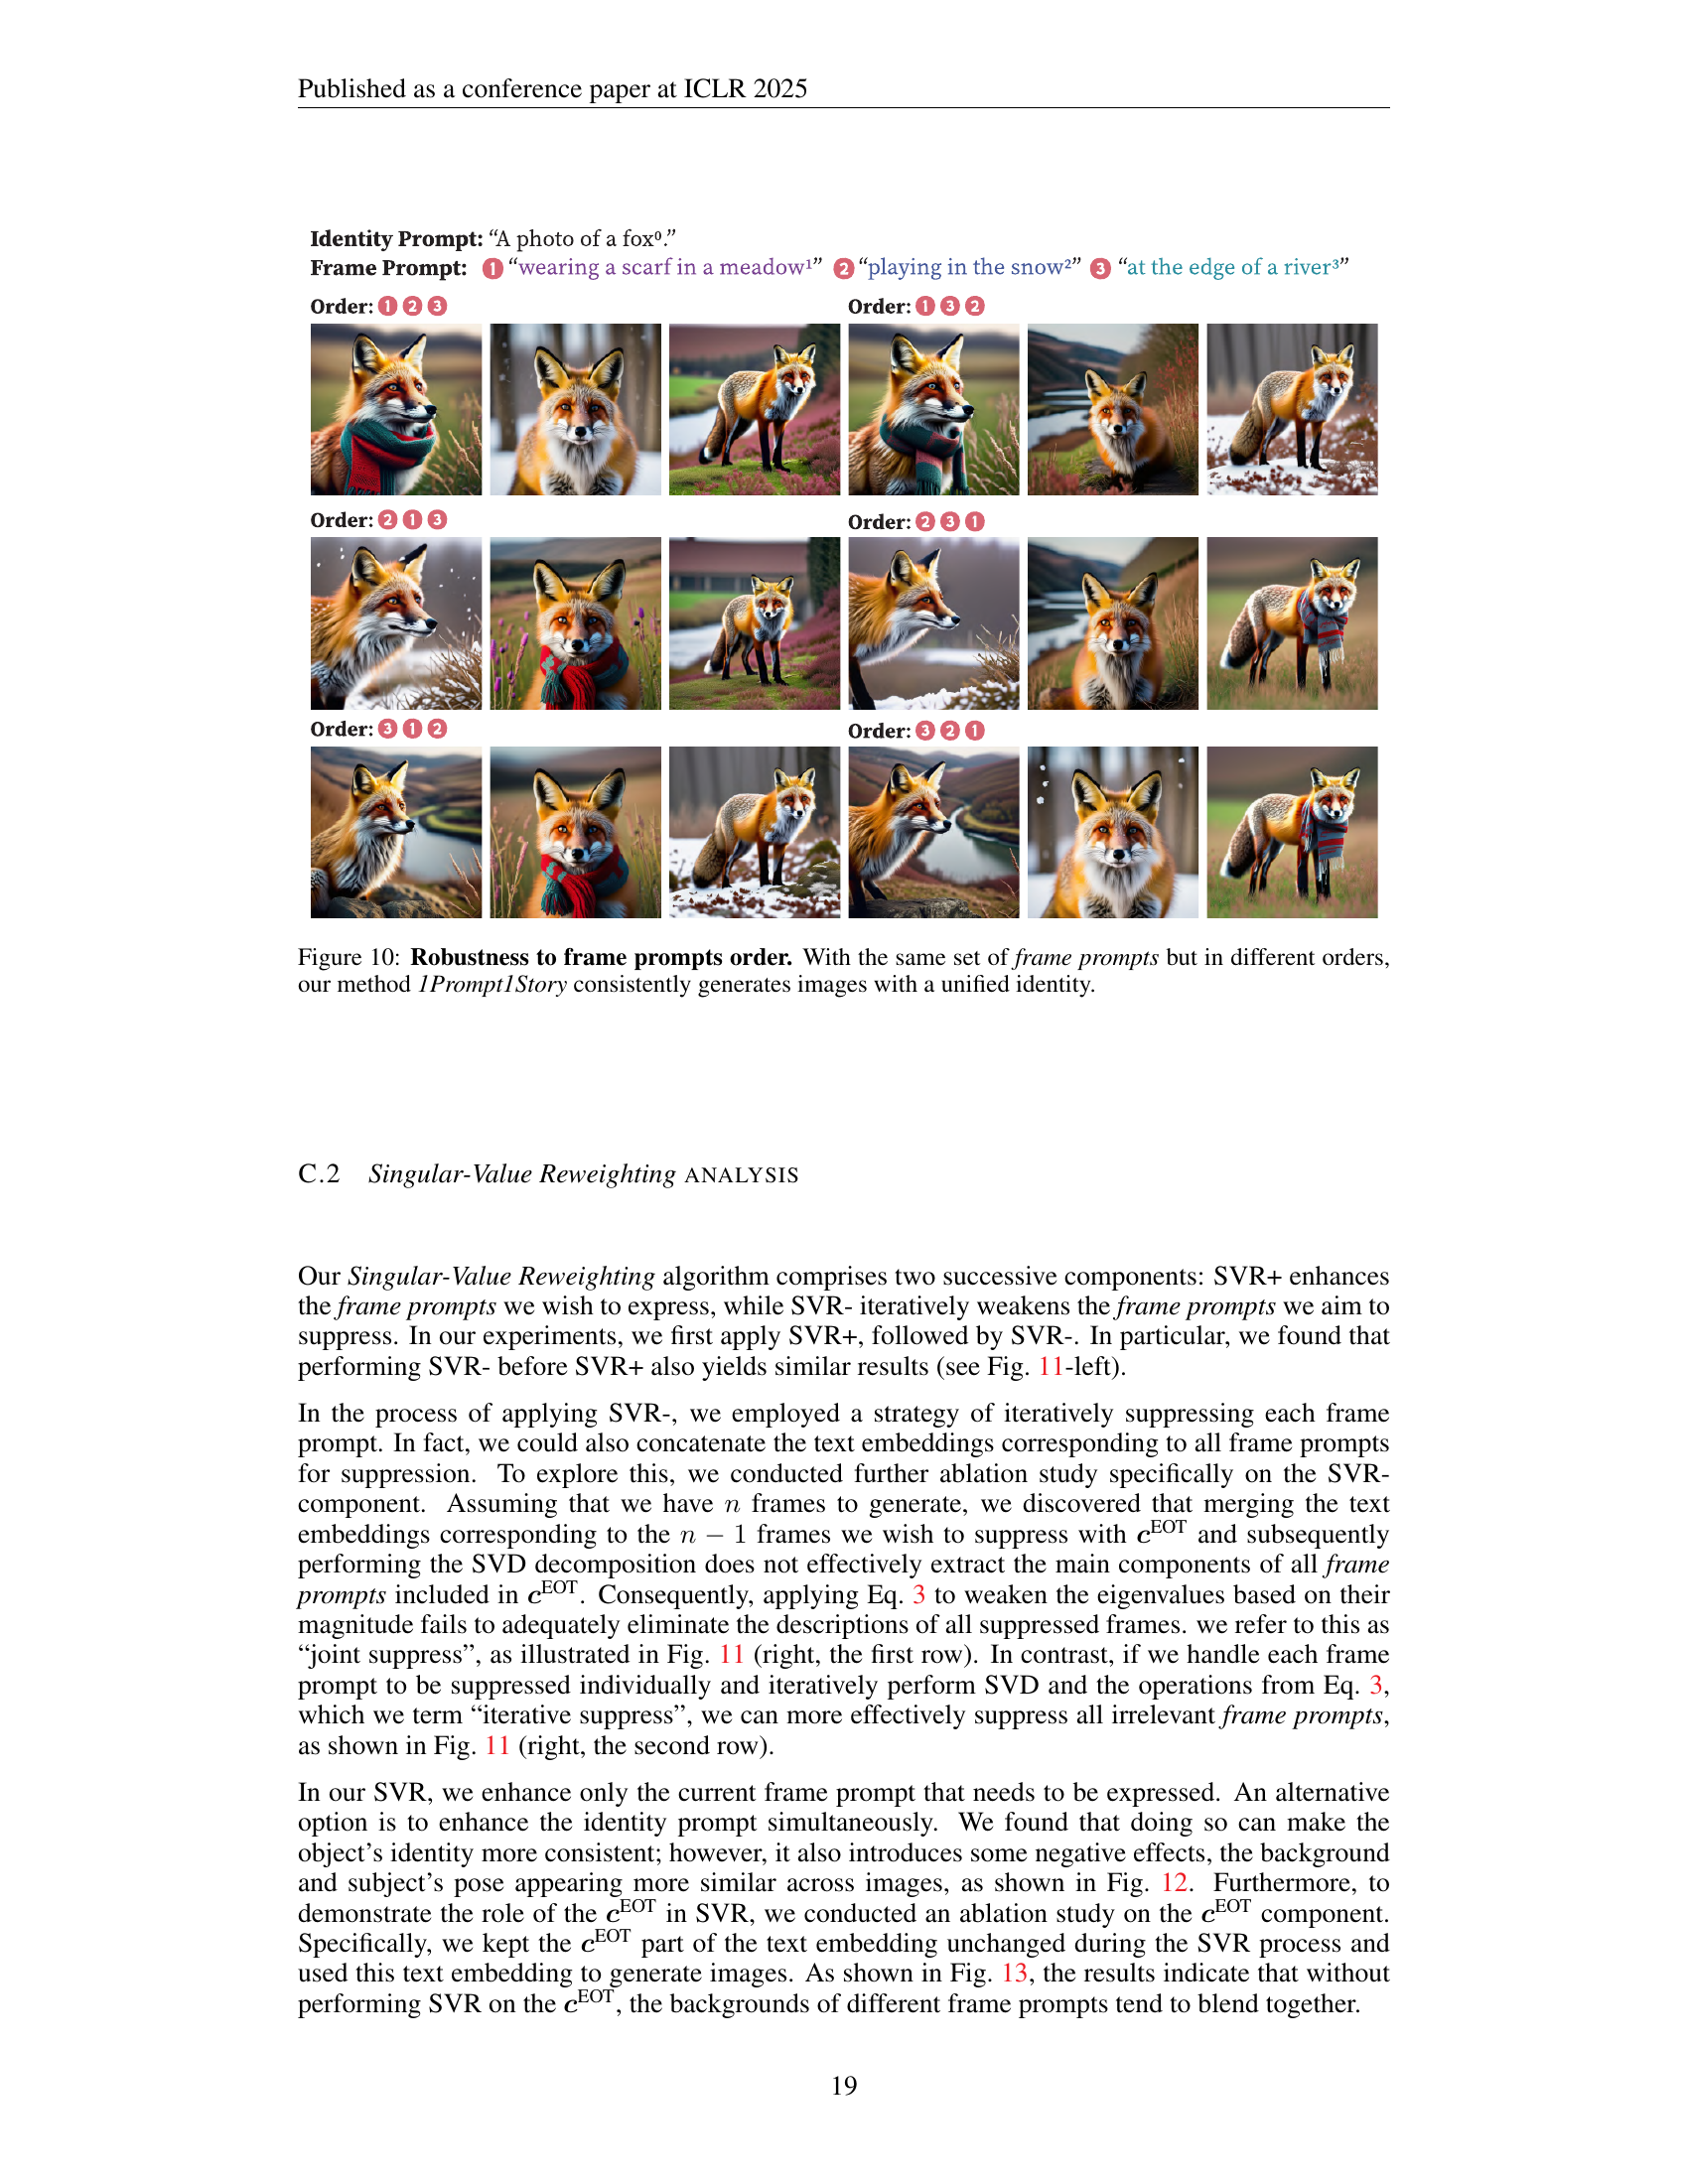 Published as a conference paper at ICLR 2025
Identity Prompt: “A photo of a fox⁰.”
Frame Prompt: 1 “wearing a scarf in a meadow¹” 2 “playing in the snow²” 3 “at the edge of a river³”
Order: 1 2 3 Order: 1 3 2
Order: 2 1 3 Order: 2 3 1
Order: 3 1 2 Order: 3 2 1
Figure 10: Robustness to frame prompts order. With the same set of frame prompts but in different orders,
our method 1Prompt1Story consistently generates images with a unified identity.
C.2 Singular-Value Reweighting ANALYSIS
Our Singular-Value Reweighting algorithm comprises two successive components: SVR+ enhances
the frame prompts we wish to express, while SVR- iteratively weakens the frame prompts we aim to
suppress. In our experiments, we first apply SVR+, followed by SVR-. In particular, we found that
performing SVR- before SVR+ also yields similar results (see Fig. 11-left).
In the process of applying SVR-, we employed a strategy of iteratively suppressing each frame
prompt. In fact, we could also concatenate the text embeddings corresponding to all frame prompts
for suppression. To explore this, we conducted further ablation study specifically on the SVR-
component. Assuming that we have n frames to generate, we discovered that merging the text
embeddings corresponding to the n − 1 frames we wish to suppress with c^EOT and subsequently
performing the SVD decomposition does not effectively extract the main components of all frame
prompts included in c^EOT. Consequently, applying Eq. 3 to weaken the eigenvalues based on their
magnitude fails to adequately eliminate the descriptions of all suppressed frames. we refer to this as
“joint suppress”, as illustrated in Fig. 11 (right, the first row). In contrast, if we handle each frame
prompt to be suppressed individually and iteratively perform SVD and the operations from Eq. 3,
which we term “iterative suppress”, we can more effectively suppress all irrelevant frame prompts,
as shown in Fig. 11 (right, the second row).
In our SVR, we enhance only the current frame prompt that needs to be expressed. An alternative
option is to enhance the identity prompt simultaneously. We found that doing so can make the
object’s identity more consistent; however, it also introduces some negative effects, the background
and subject’s pose appearing more similar across images, as shown in Fig. 12. Furthermore, to
demonstrate the role of the c^EOT in SVR, we conducted an ablation study on the c^EOT component.
Specifically, we kept the c^EOT part of the text embedding unchanged during the SVR process and
used this text embedding to generate images. As shown in Fig. 13, the results indicate that without
performing SVR on the c^EOT, the backgrounds of different frame prompts tend to blend together.
19